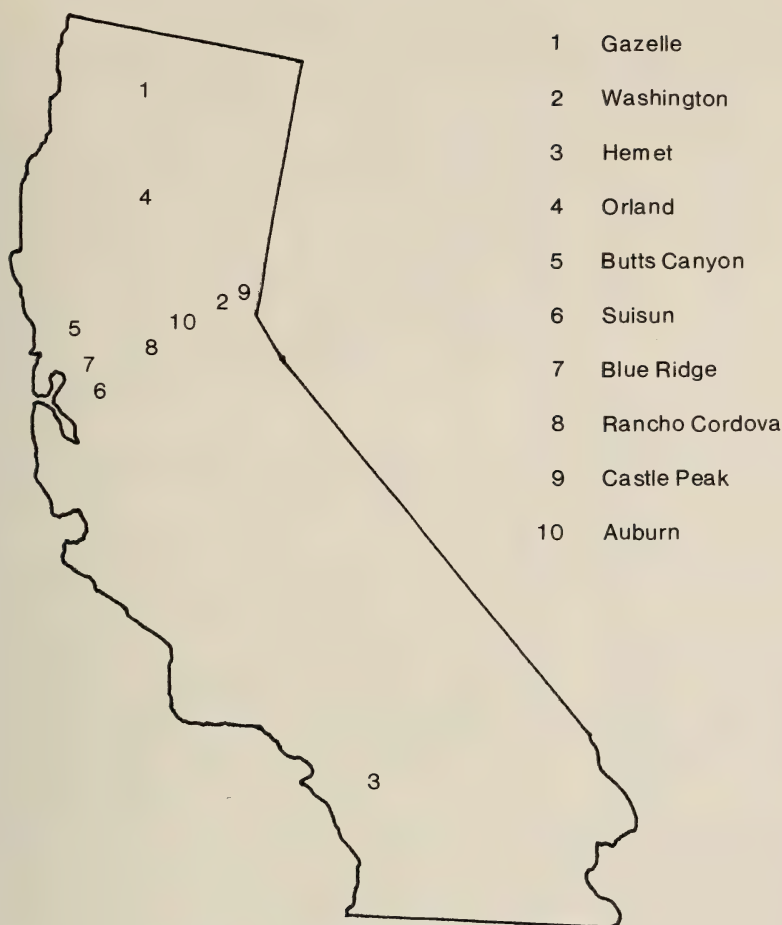 1 Gazelle
2 Washington
3 Hemet
4 Orland
5 Butts Canyon
6 Suisun
7 Blue Ridge
8 Rancho Cordova
9 Castle Peak
10 Auburn
1
4
9
2
10
5
8
7
6
3